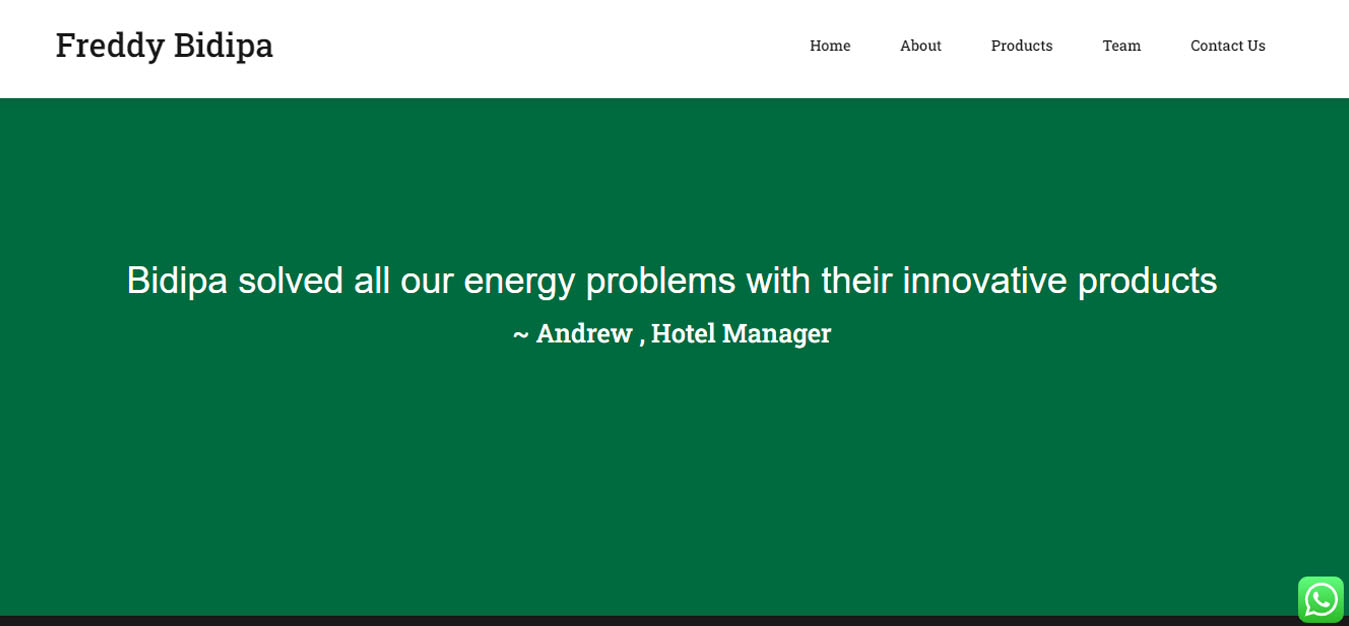 Freddy Bidipa
Home About Products Team Contact Us
Bidipa solved all our energy problems with their innovative products
~ Andrew , Hotel Manager